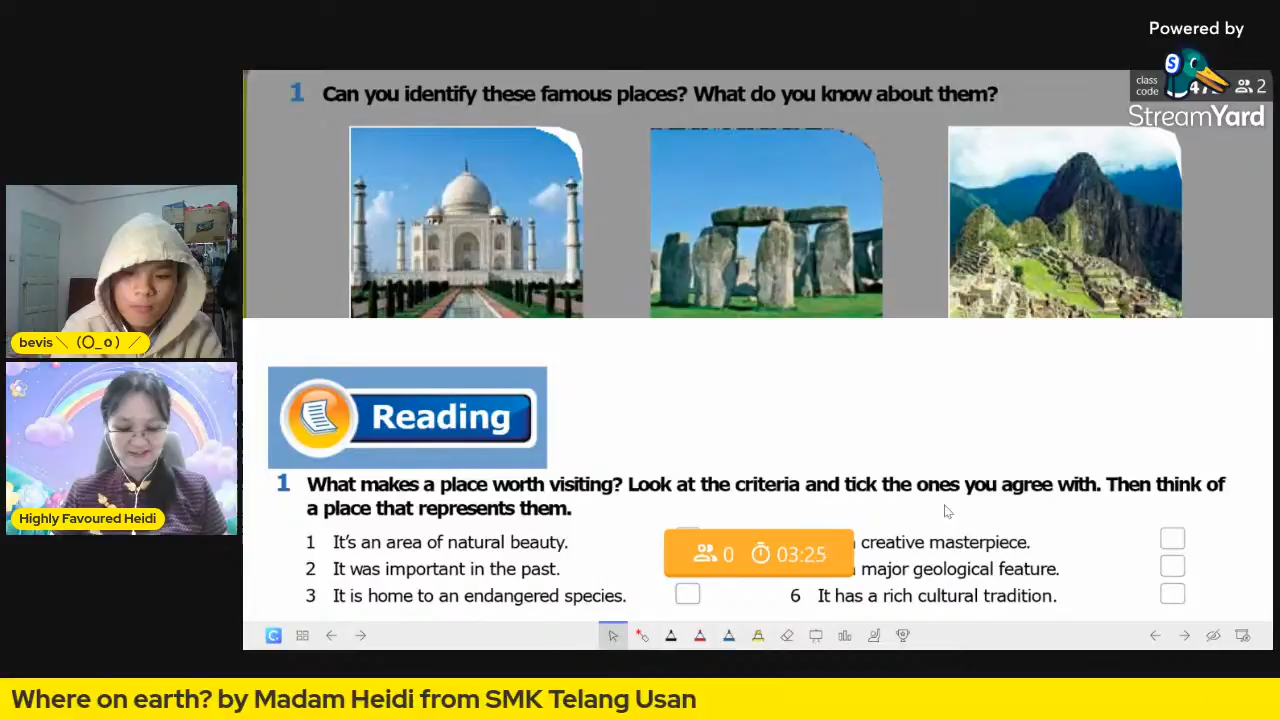 Powered by
class
code
2
StreamYard
1 Can you identify these famous places? What do you know about them?
bevis＼（〇_ｏ）／
Highly Favoured Heidi
Reading
1 What makes a place worth visiting? Look at the criteria and tick the ones you agree with. Then think of
a place that represents them.
1 It's an area of natural beauty.
2 It was important in the past.
3 It is home to an endangered species.
0 03:25
creative masterpiece.
major geological feature.
6 It has a rich cultural tradition.
Where on earth? by Madam Heidi from SMK Telang Usan